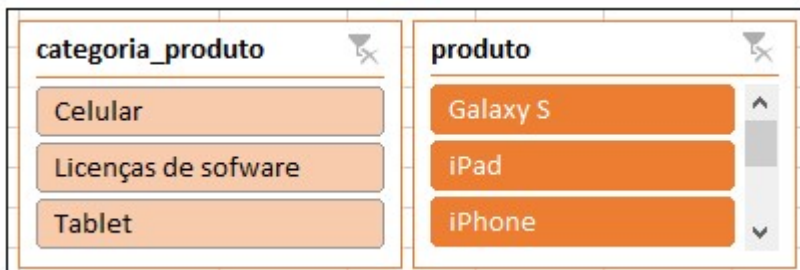 categoria_produto
Celular
Licenças de sofware
Tablet
produto
Galaxy S
iPad
iPhone